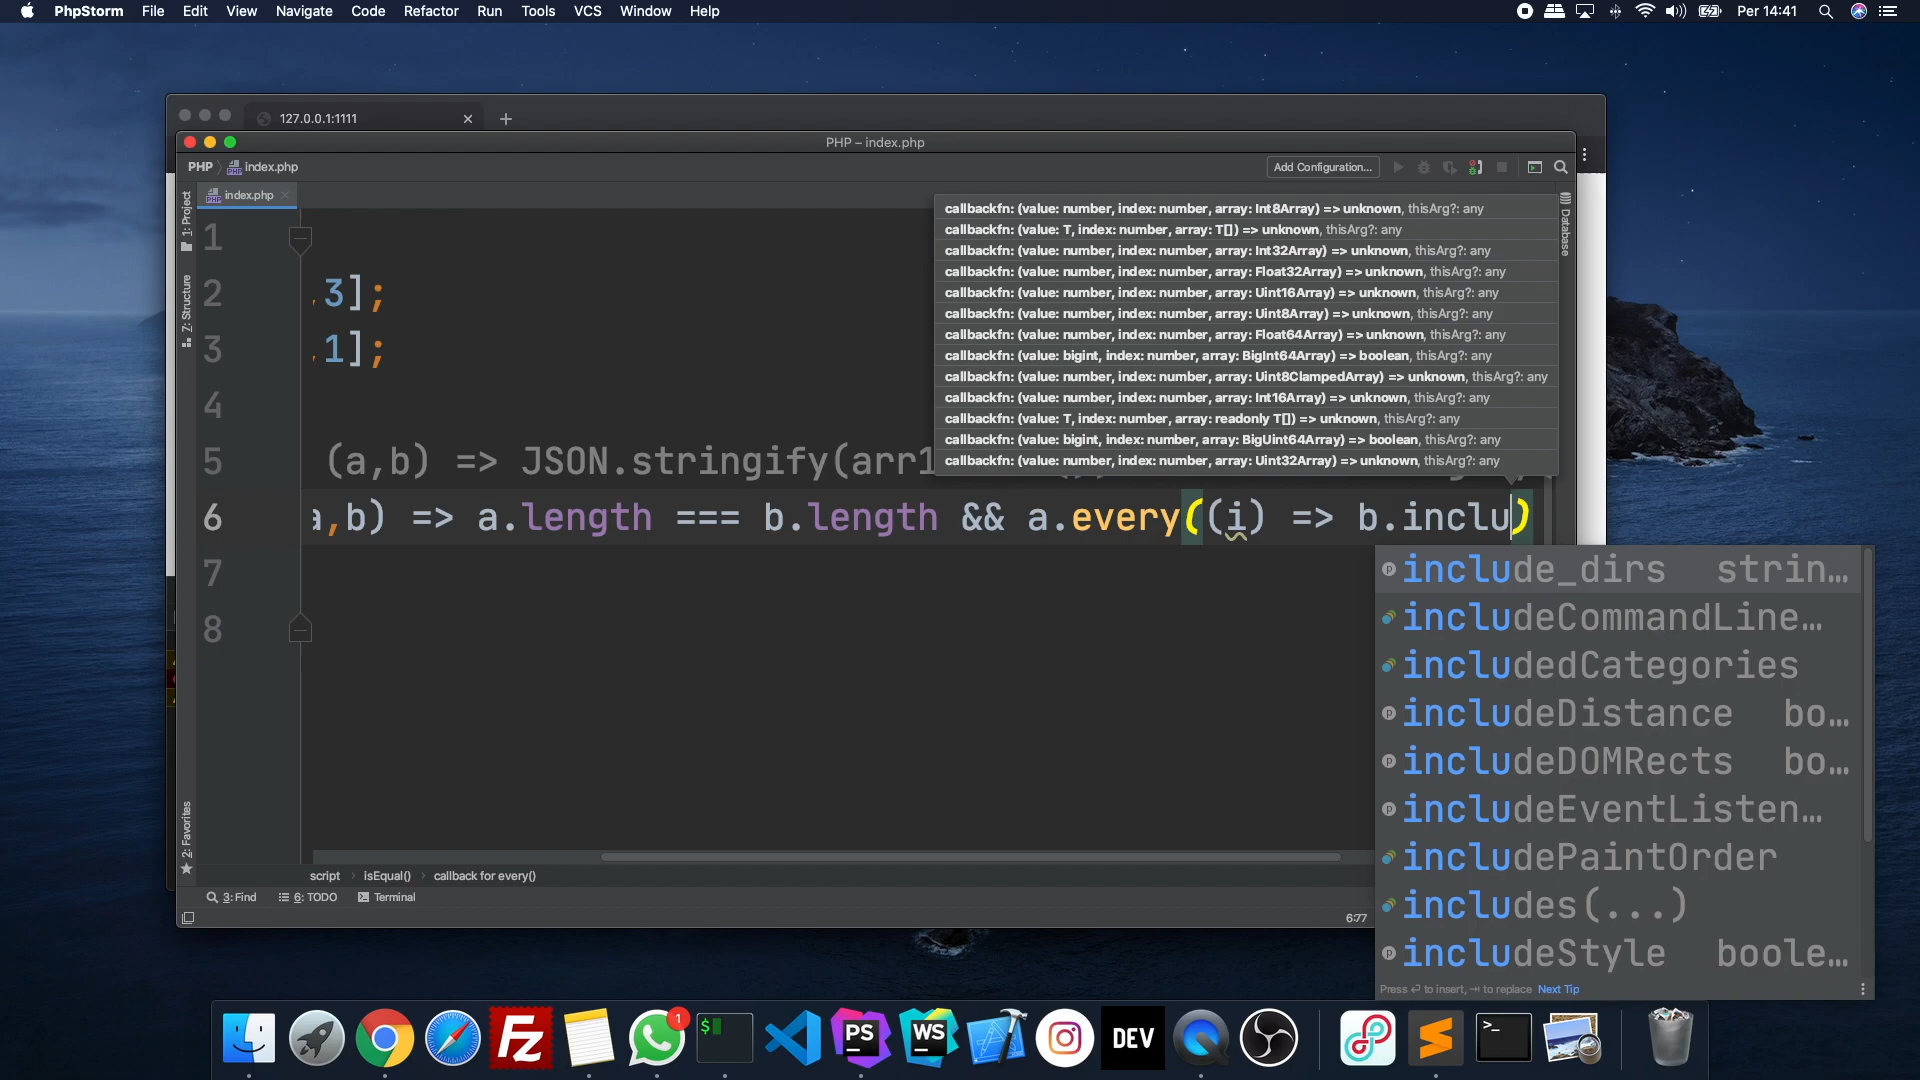 PhpStorm File Edit View Navigate Code Refactor Run Tools VCS Window Help Per 14:41
127.0.0.1:1111
PHP – index.php
PHP index.php Add Configuration...
index.php
1: Project
7: Structure
2: Favorites
Database
callbackfn: (value: number, index: number, array: Int8Array) => unknown, thisArg?: any
callbackfn: (value: T, index: number, array: T[]) => unknown, thisArg?: any
callbackfn: (value: number, index: number, array: Int32Array) => unknown, thisArg?: any
callbackfn: (value: number, index: number, array: Float32Array) => unknown, thisArg?: any
callbackfn: (value: number, index: number, array: Uint16Array) => unknown, thisArg?: any
callbackfn: (value: number, index: number, array: Uint8Array) => unknown, thisArg?: any
callbackfn: (value: number, index: number, array: Float64Array) => unknown, thisArg?: any
callbackfn: (value: bigint, index: number, array: BigInt64Array) => boolean, thisArg?: any
callbackfn: (value: number, index: number, array: Uint8ClampedArray) => unknown, thisArg?: any
callbackfn: (value: number, index: number, array: Int16Array) => unknown, thisArg?: any
callbackfn: (value: T, index: number, array: readonly T[]) => unknown, thisArg?: any
callbackfn: (value: bigint, index: number, array: BigUint64Array) => boolean, thisArg?: any
callbackfn: (value: number, index: number, array: Uint32Array) => unknown, thisArg?: any
1
2 ,3];
3 ,1];
4
5 (a,b) => JSON.stringify(arr1
6 a,b) => a.length === b.length && a.every((i) => b.inclu)
7
8
include_dirs strin…
includeCommandLine…
includedCategories
includeDistance bo…
includeDOMRects bo…
includeEventListen…
includePaintOrder
includes(...)
includeStyle boole…
Press ⏎ to insert, ⇥ to replace Next Tip
script isEqual() callback for every()
3: Find 6: TODO Terminal
6:77
Fz 1 $ PS WS DEV >_